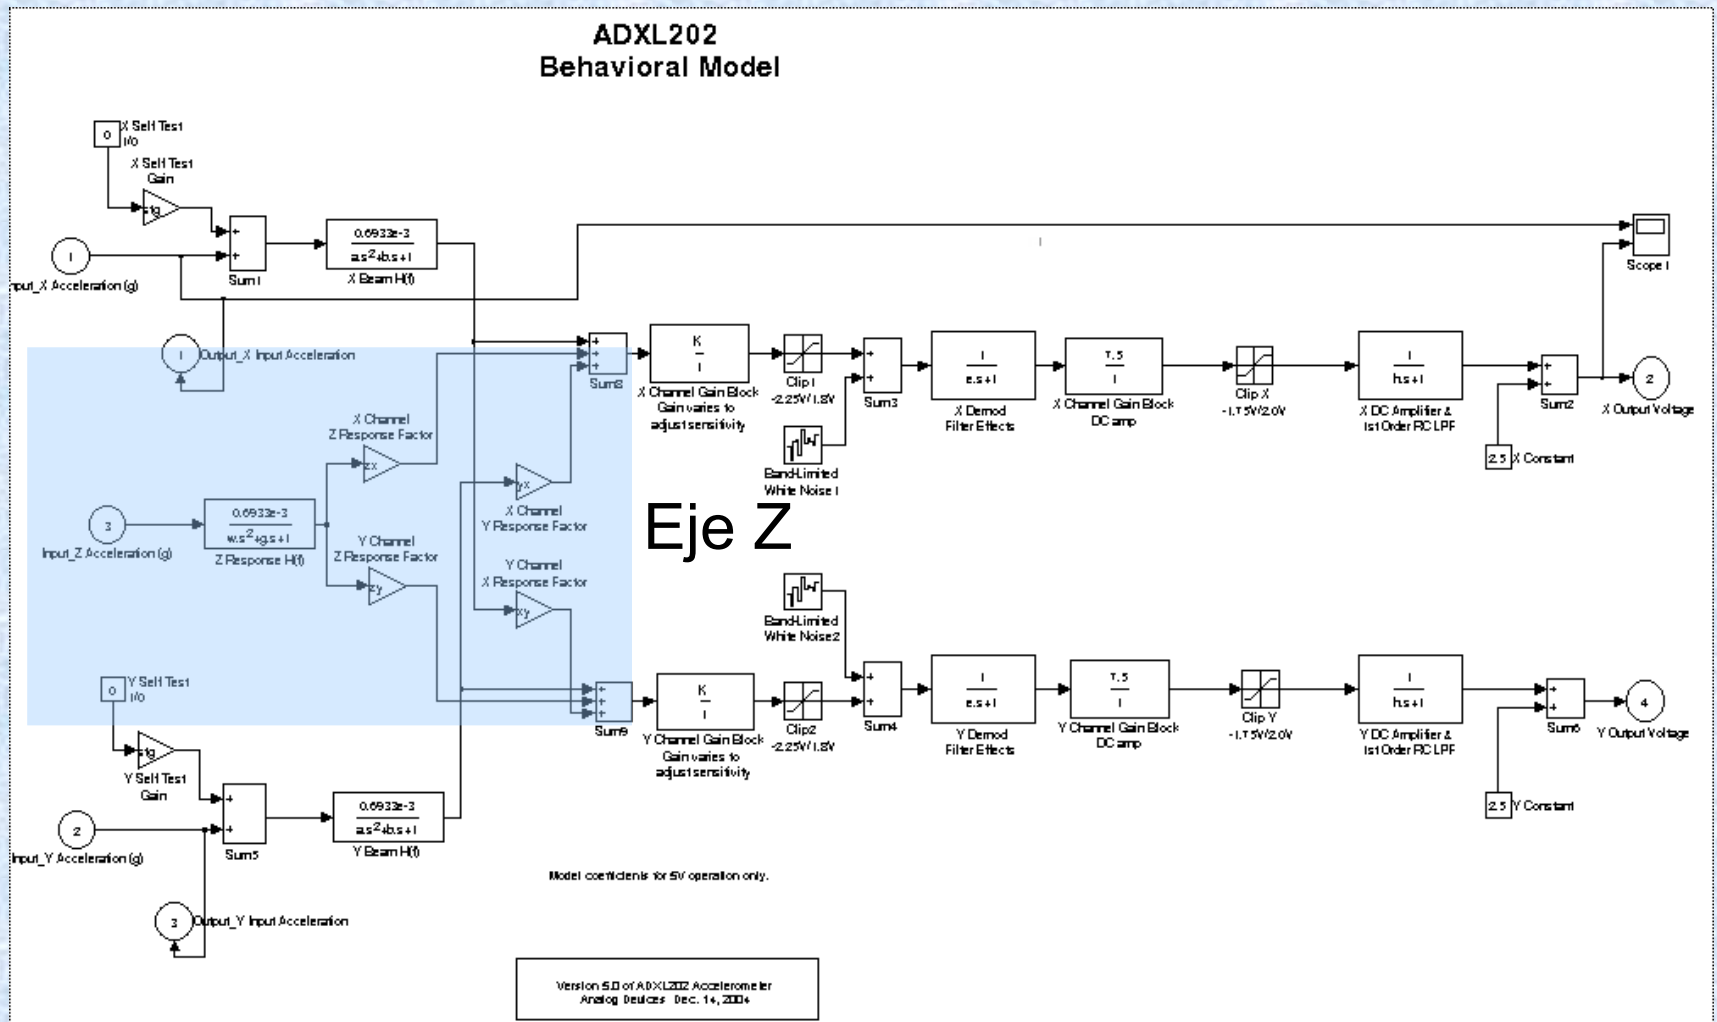 ADXL202
Behavioral Model
0
X Self Test
I/O
X Self Test
Gain
stg
1
Input_X Acceleration (g)
+
+
Sum1
0.6933e-3
a.s²+b.s+1
X Beam H(f)
Scope1
1
Output_X Input Acceleration
+
+
+
Sum8
K
1
X Channel Gain Block
Gain varies to
adjust sensitivity
Clip1
-2.25V/1.8V
+
+
Sum3
1
e.s+1
X Demod
Filter Effects
7.5
1
X Channel Gain Block
DC amp
Clip X
-1.75V/2.0V
1
h.s+1
X DC Amplifier &
1st Order RC LPF
+
+
Sum2
2
X Output Voltage
2.5
X Constant
Band-Limited
White Noise1
X Channel
Z Response Factor
zx
yx
X Channel
Y Response Factor
3
Input_Z Acceleration (g)
0.6933e-3
w.s²+g.s+1
Z Response H(f)
Eje Z
Y Channel
Z Response Factor
zy
Y Channel
X Response Factor
xy
Band-Limited
White Noise2
0
Y Self Test
I/O
stg
Y Self Test
Gain
+
+
+
Sum9
K
1
Y Channel Gain Block
Gain varies to
adjust sensitivity
Clip2
-2.25V/1.8V
+
+
Sum4
1
e.s+1
Y Demod
Filter Effects
7.5
1
Y Channel Gain Block
DC amp
Clip Y
-1.75V/2.0V
1
h.s+1
Y DC Amplifier &
1st Order RC LPF
+
+
Sum6
4
Y Output Voltage
2.5
Y Constant
2
Input_Y Acceleration (g)
+
+
Sum5
0.6933e-3
a.s²+b.s+1
Y Beam H(f)
3
Output_Y Input Acceleration
Model coefficients for 5V operation only.
Version 5.0 of ADXL202 Accelerometer
Analog Devices Dec. 14, 2004